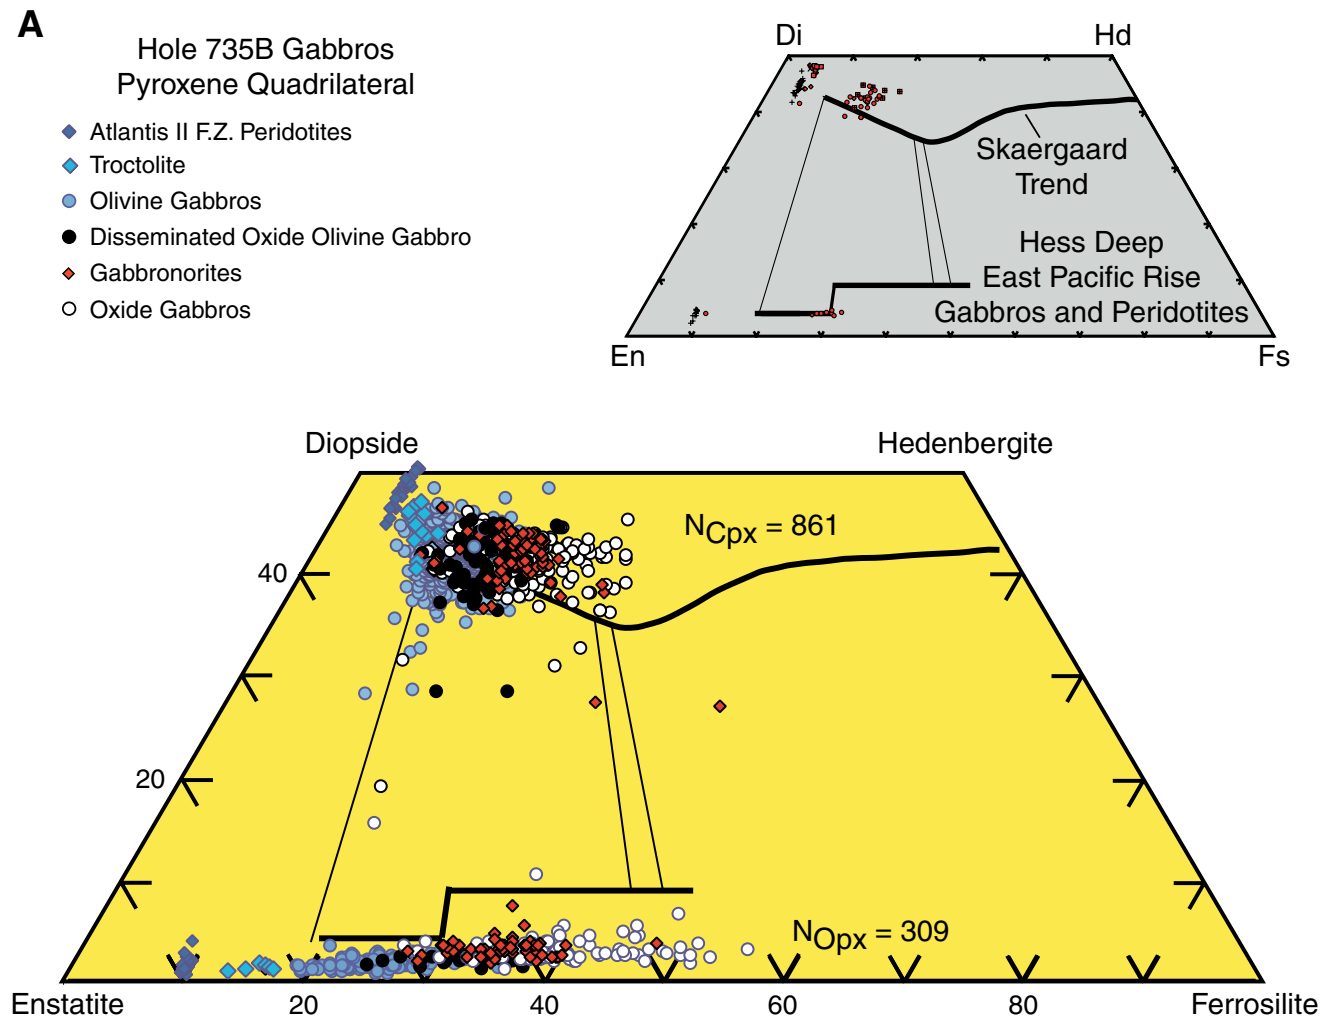 A
Hole 735B Gabbros
Pyroxene Quadrilateral
Atlantis II F.Z. Peridotites
Troctolite
Olivine Gabbros
Disseminated Oxide Olivine Gabbro
Gabbronorites
Oxide Gabbros
Di
Hd
Skaergaard
Trend
Hess Deep
East Pacific Rise
Gabbros and Peridotites
En
Fs
Diopside
Hedenbergite
NCpx = 861
40
20
NOpx = 309
Enstatite
20
40
60
80
Ferrosilite